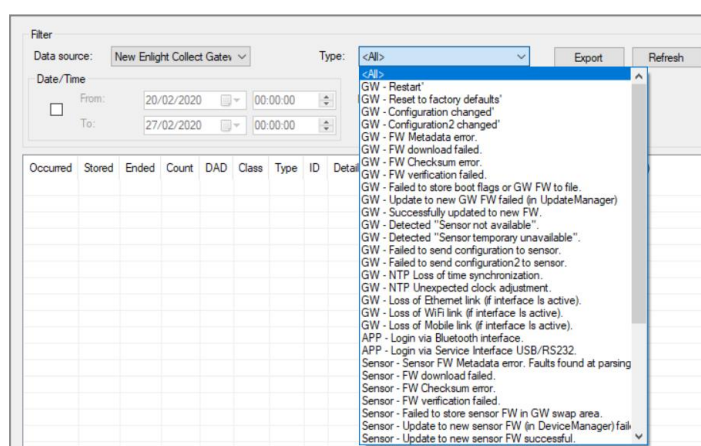 Filter
Data source: New Enlight Collect Gatew Type: <All> Export Refresh
Date/Time
From: 20/02/2020 00:00:00
To: 27/02/2020 00:00:00
Occurred Stored Ended Count DAD Class Type ID Detail
<All>
GW - Restart'
GW - Reset to factory defaults'
GW - Configuration changed'
GW - Configuration2 changed'
GW - FW Metadata error.
GW - FW download failed.
GW - FW Checksum error.
GW - FW verification failed.
GW - Failed to store boot flags or GW FW to file.
GW - Update to new GW FW failed (in UpdateManager)
GW - Successfully updated to new FW.
GW - Detected "Sensor not available".
GW - Detected "Sensor temporary unavailable".
GW - Failed to send configuration to sensor.
GW - Failed to send configuration2 to sensor.
GW - NTP Loss of time synchronization.
GW - NTP Unexpected clock adjustment.
GW - Loss of Ethernet link (if interface Is active).
GW - Loss of WiFi link (if interface Is active).
GW - Loss of Mobile link (if interface Is active).
APP - Login via Bluetooth interface.
APP - Login via Service Interface USB/RS232.
Sensor - Sensor FW Metadata error. Faults found at parsing
Sensor - FW download failed.
Sensor - FW Checksum error.
Sensor - FW verification failed.
Sensor - Failed to store sensor FW in GW swap area.
Sensor - Update to new sensor FW (in DeviceManager) fail
Sensor - Update to new sensor FW successful.